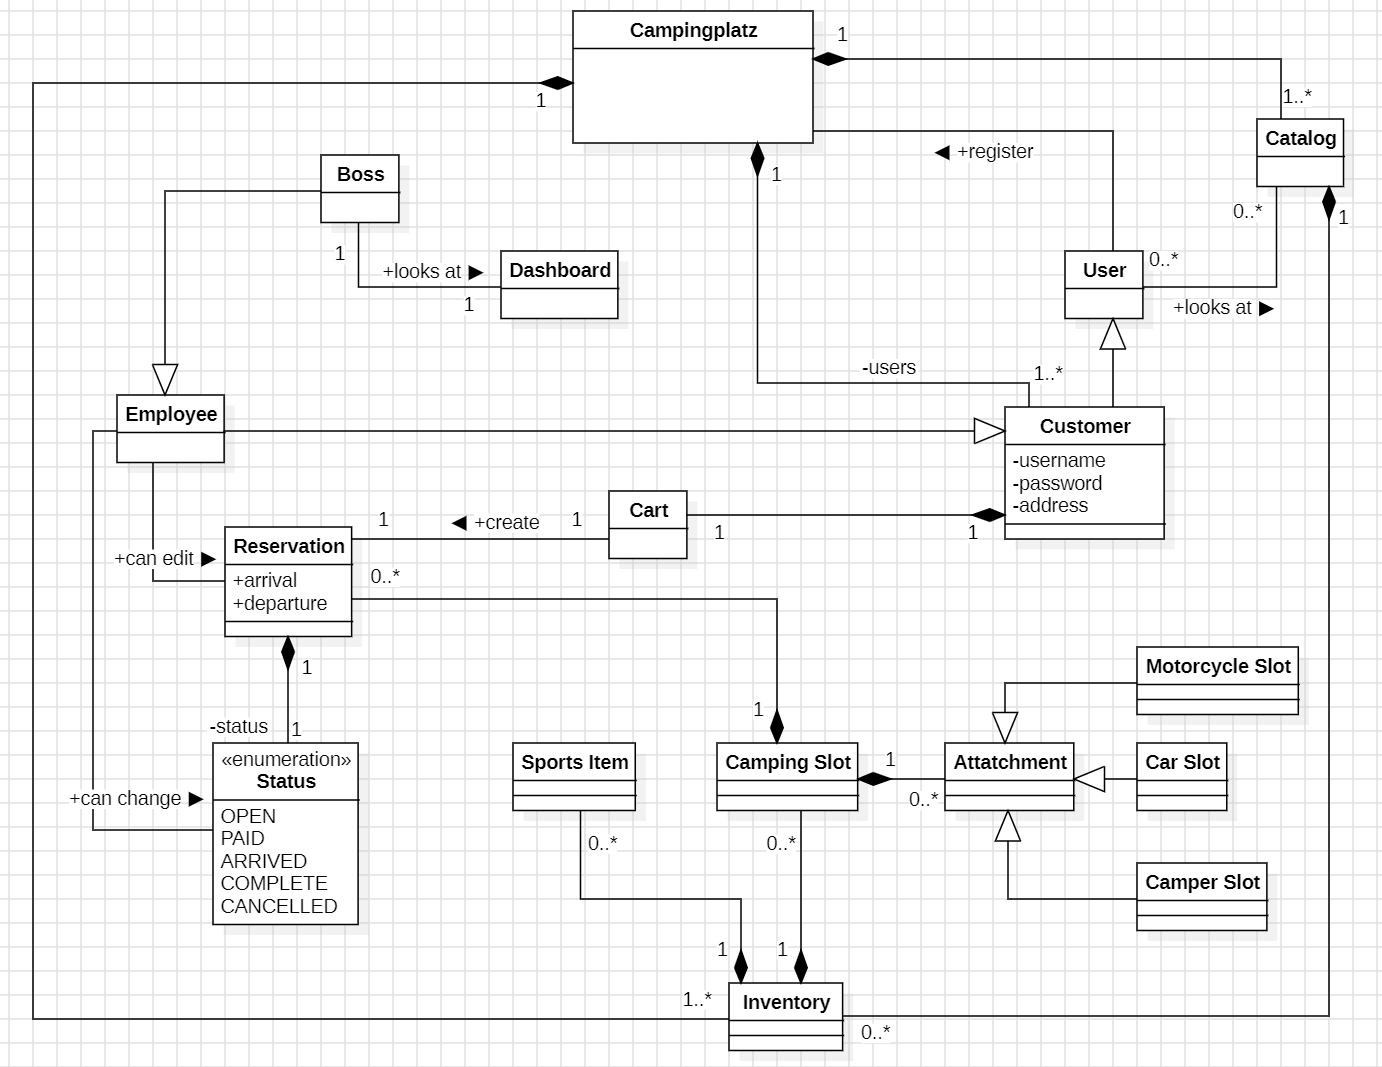 Campingplatz
1
1
1..*
Catalog
◀ +register
1
Boss
0..*
1
1
+looks at ▶
1
Dashboard
User
0..*
+looks at ▶
-users
1..*
Employee
Customer
-username
-password
-address
1
◀ +create
1
Cart
1
1
Reservation
+arrival
+departure
+can edit ▶
0..*
1
Motorcycle Slot
-status
1
1
«enumeration»
Status
OPEN
PAID
ARRIVED
COMPLETE
CANCELLED
+can change ▶
Sports Item
Camping Slot
1
0..*
Attatchment
Car Slot
0..*
0..*
Camper Slot
1
1
1..*
Inventory
0..*